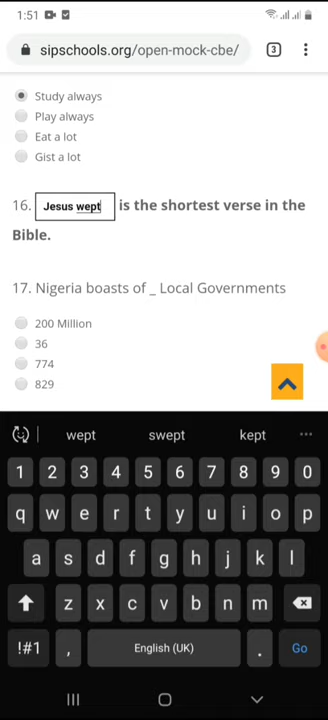 1:51
sipschools.org/open-mock-cbe/
3
Study always
Play always
Eat a lot
Gist a lot
16. Jesus wept is the shortest verse in the
Bible.
17. Nigeria boasts of _ Local Governments
200 Million
36
774
829
wept swept kept
1 2 3 4 5 6 7 8 9 0
q w e r t y u i o p
a s d f g h j k l
z x c v b n m
!#1 , English (UK) . Go